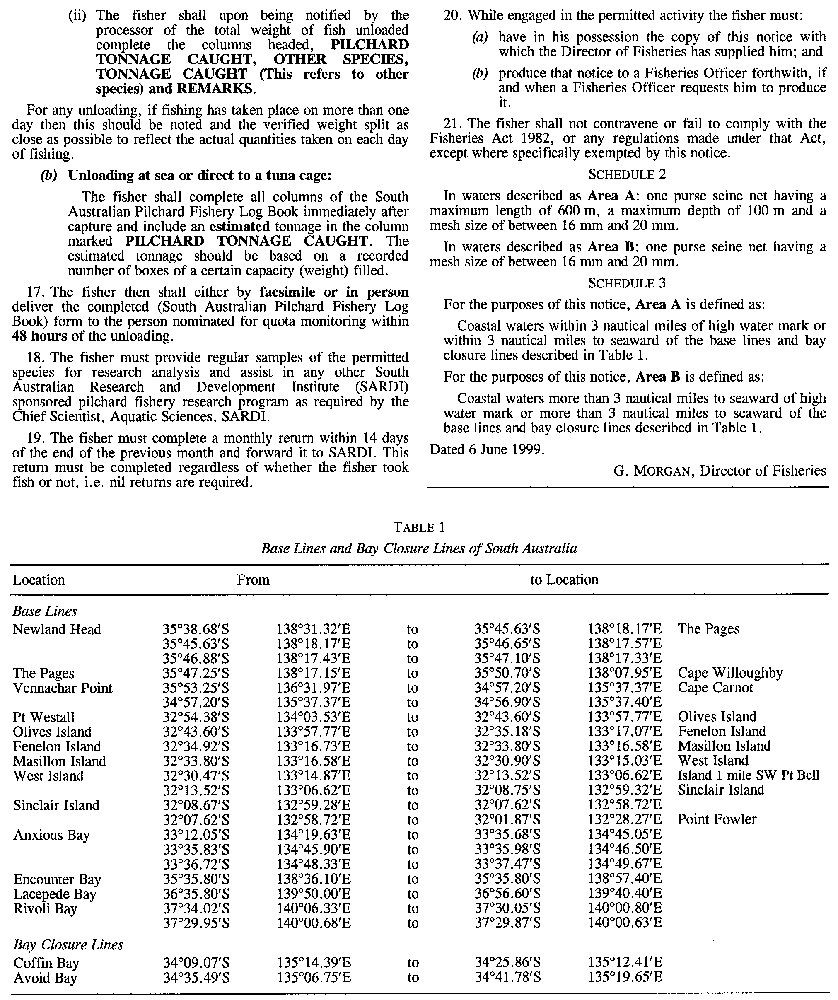 (ii) The fisher shall upon being notified by the
processor of the total weight of fish unloaded
complete the columns headed, PILCHARD
TONNAGE CAUGHT, OTHER SPECIES,
TONNAGE CAUGHT (This refers to other
species) and REMARKS.
For any unloading, if fishing has taken place on more than one
day then this should be noted and the verified weight split as
close as possible to reflect the actual quantities taken on each day
of fishing.
(b) Unloading at sea or direct to a tuna cage:
The fisher shall complete all columns of the South
Australian Pilchard Fishery Log Book immediately after
capture and include an estimated tonnage in the column
marked PILCHARD TONNAGE CAUGHT. The
estimated tonnage should be based on a recorded
number of boxes of a certain capacity (weight) filled.
17. The fisher then shall either by facsimile or in person
deliver the completed (South Australian Pilchard Fishery Log
Book) form to the person nominated for quota monitoring within
48 hours of the unloading.
18. The fisher must provide regular samples of the permitted
species for research analysis and assist in any other South
Australian Research and Development Institute (SARDI)
sponsored pilchard fishery research program as required by the
Chief Scientist, Aquatic Sciences, SARDI.
19. The fisher must complete a monthly return within 14 days
of the end of the previous month and forward it to SARDI. This
return must be completed regardless of whether the fisher took
fish or not, i.e. nil returns are required.
20. While engaged in the permitted activity the fisher must:
(a) have in his possession the copy of this notice with
which the Director of Fisheries has supplied him; and
(b) produce that notice to a Fisheries Officer forthwith, if
and when a Fisheries Officer requests him to produce
it.
21. The fisher shall not contravene or fail to comply with the
Fisheries Act 1982, or any regulations made under that Act,
except where specifically exempted by this notice.
SCHEDULE 2
In waters described as Area A: one purse seine net having a
maximum length of 600 m, a maximum depth of 100 m and a
mesh size of between 16 mm and 20 mm.
In waters described as Area B: one purse seine net having a
mesh size of between 16 mm and 20 mm.
SCHEDULE 3
For the purposes of this notice, Area A is defined as:
Coastal waters within 3 nautical miles of high water mark or
within 3 nautical miles to seaward of the base lines and bay
closure lines described in Table 1.
For the purposes of this notice, Area B is defined as:
Coastal waters more than 3 nautical miles to seaward of high
water mark or more than 3 nautical miles to seaward of the
base lines and bay closure lines described in Table 1.
Dated 6 June 1999.
G. MORGAN, Director of Fisheries
TABLE 1
Base Lines and Bay Closure Lines of South Australia
Location From to Location
Base Lines
Newland Head 35°38.68′S 138°31.32′E to 35°45.63′S 138°18.17′E The Pages
35°45.63′S 138°18.17′E to 35°46.65′S 138°17.57′E
35°46.88′S 138°17.43′E to 35°47.10′S 138°17.33′E
The Pages 35°47.25′S 138°17.15′E to 35°50.70′S 138°07.95′E Cape Willoughby
Vennachar Point 35°53.25′S 136°31.97′E to 34°57.20′S 135°37.37′E Cape Carnot
34°57.20′S 135°37.37′E to 34°56.90′S 135°37.40′E
Pt Westall 32°54.38′S 134°03.53′E to 32°43.60′S 133°57.77′E Olives Island
Olives Island 32°43.60′S 133°57.77′E to 32°35.18′S 133°17.07′E Fenelon Island
Fenelon Island 32°34.92′S 133°16.73′E to 32°33.80′S 133°16.58′E Masillon Island
Masillon Island 32°33.80′S 133°16.58′E to 32°30.90′S 133°15.03′E West Island
West Island 32°30.47′S 133°14.87′E to 32°13.52′S 133°06.62′E Island 1 mile SW Pt Bell
32°13.52′S 133°06.62′E to 32°08.75′S 132°59.32′E Sinclair Island
Sinclair Island 32°08.67′S 132°59.28′E to 32°07.62′S 132°58.72′E
32°07.62′S 132°58.72′E to 32°01.87′S 132°28.27′E Point Fowler
Anxious Bay 33°12.05′S 134°19.63′E to 33°35.68′S 134°45.05′E
33°35.83′S 134°45.90′E to 33°35.98′S 134°46.50′E
33°36.72′S 134°48.33′E to 33°37.47′S 134°49.67′E
Encounter Bay 35°35.80′S 138°36.10′E to 35°35.80′S 138°57.40′E
Lacepede Bay 36°35.80′S 139°50.00′E to 36°56.60′S 139°40.40′E
Rivoli Bay 37°34.02′S 140°06.33′E to 37°30.05′S 140°00.80′E
37°29.95′S 140°00.68′E to 37°29.87′S 140°00.63′E
Bay Closure Lines
Coffin Bay 34°09.07′S 135°14.39′E to 34°25.86′S 135°12.41′E
Avoid Bay 34°35.49′S 135°06.75′E to 34°41.78′S 135°19.65′E